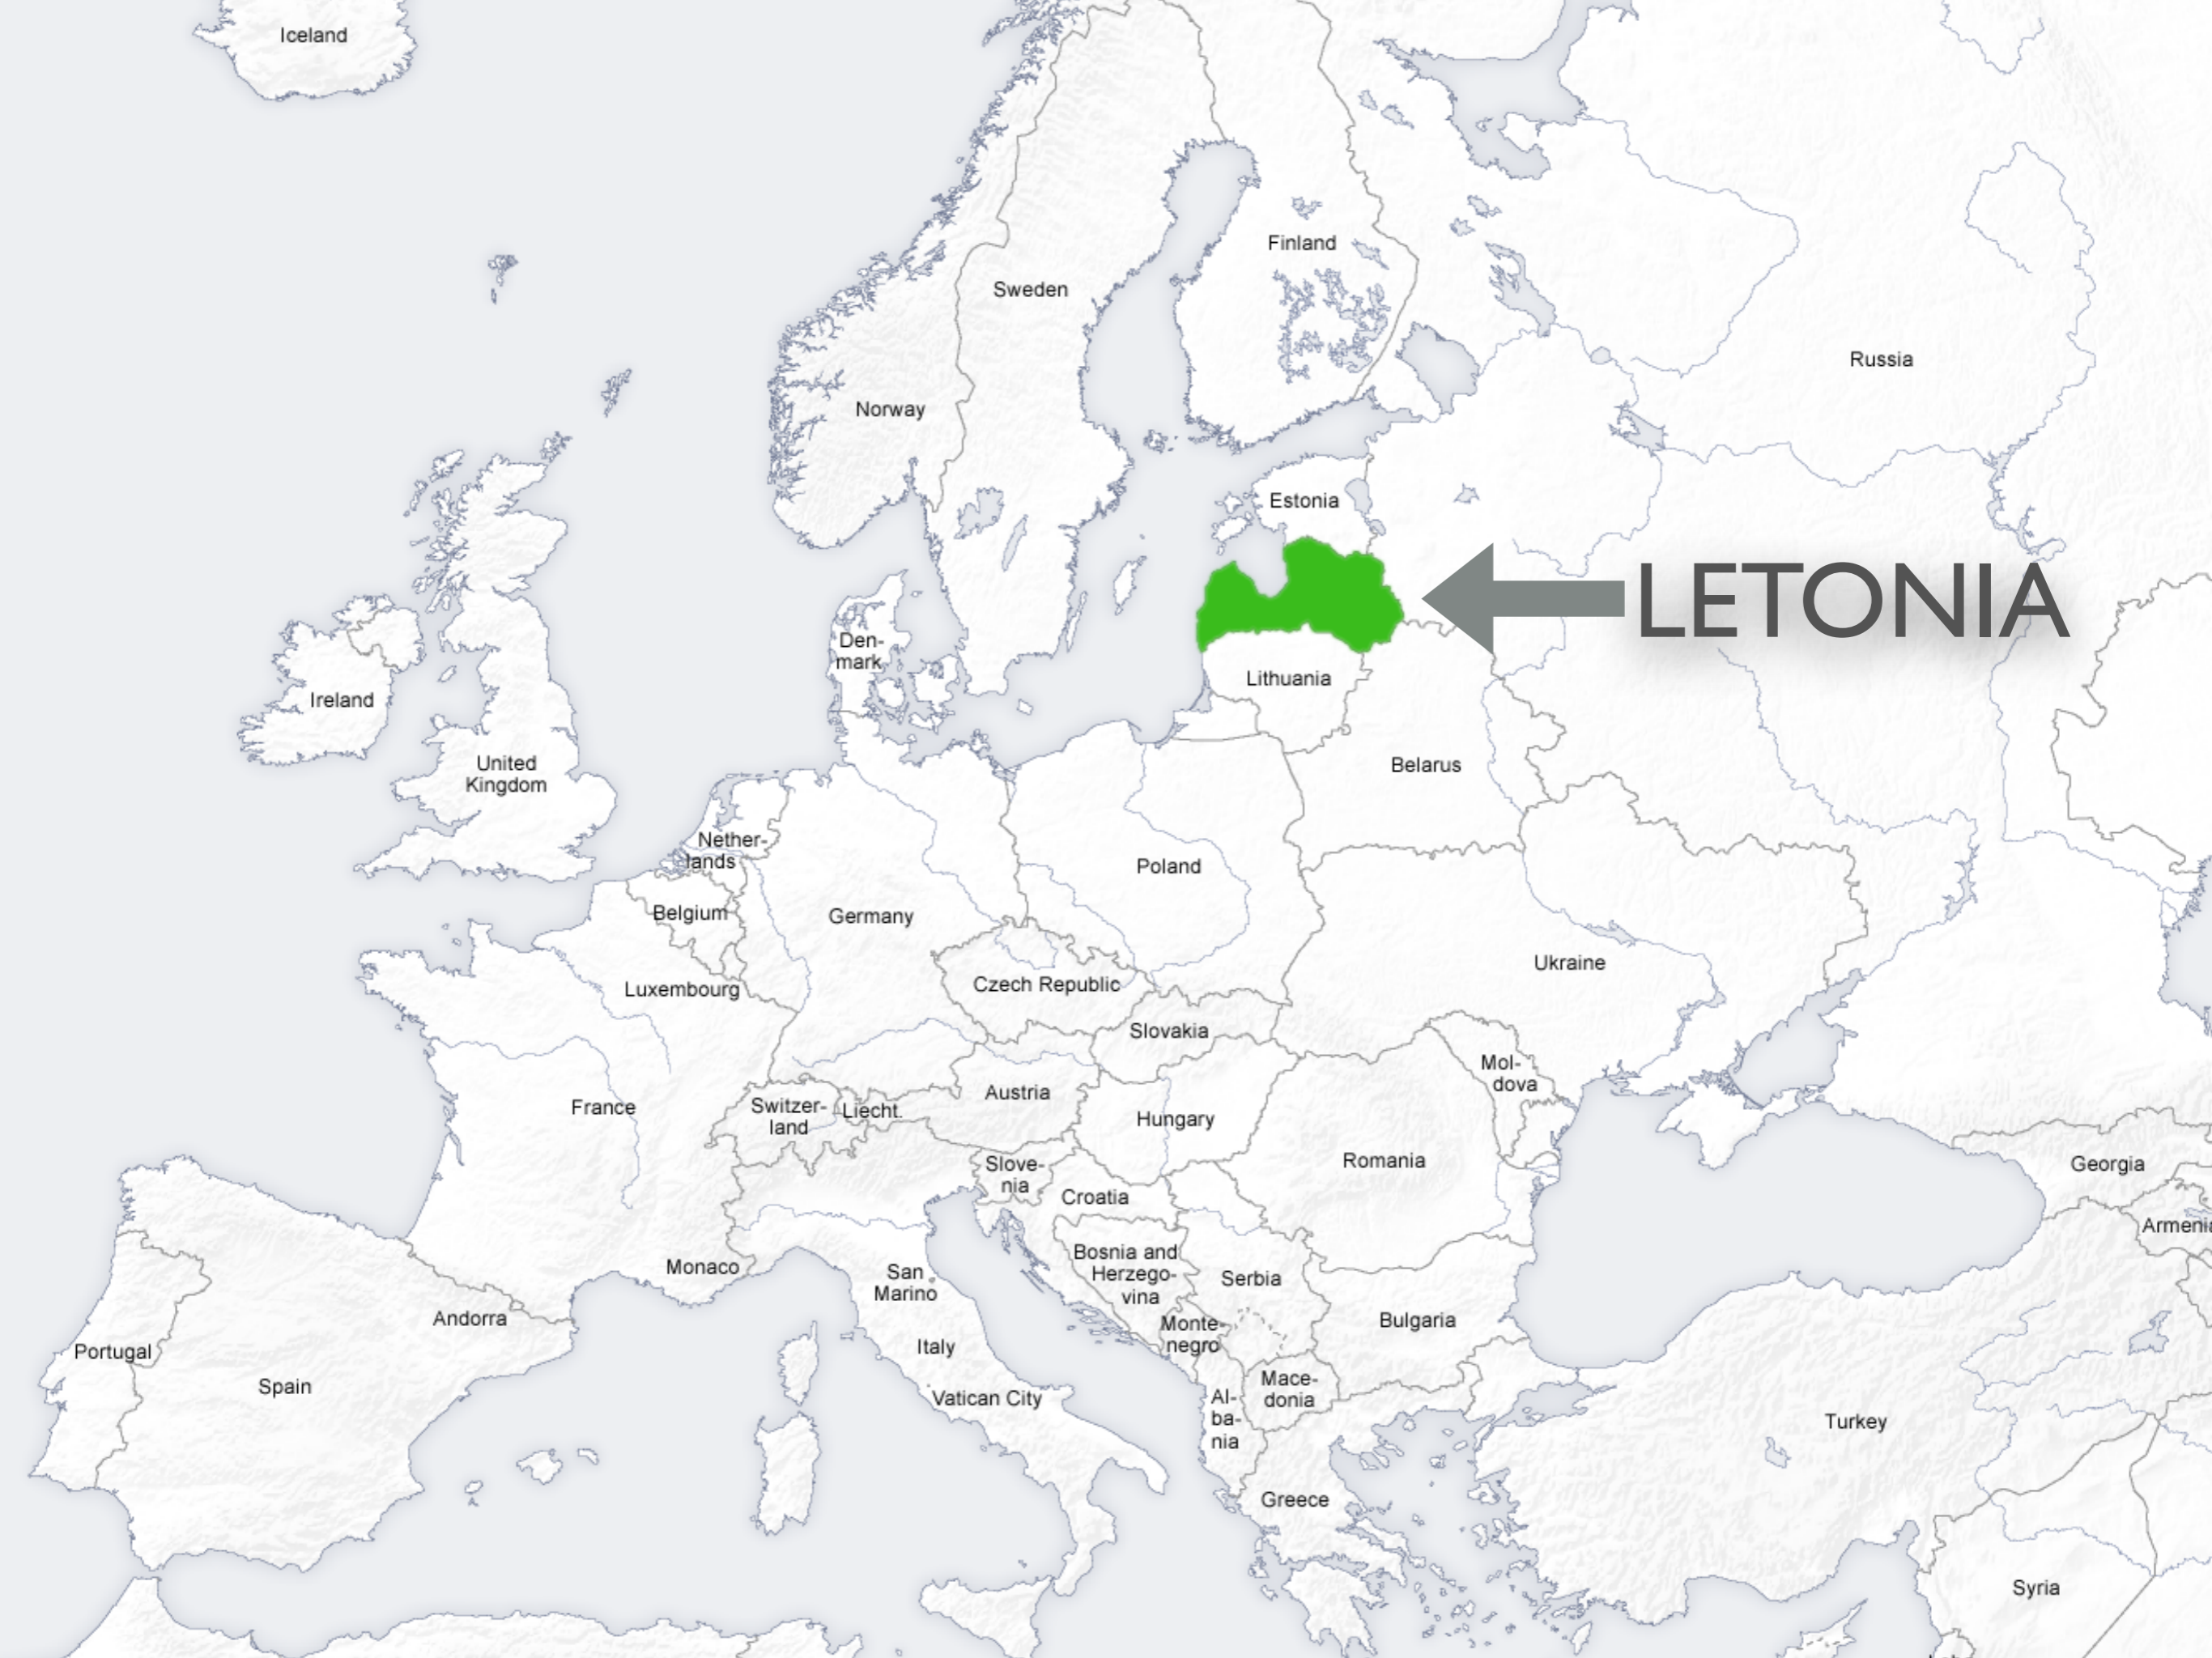 Iceland
Finland
Sweden
Russia
Norway
Estonia
LETONIA
Den-
mark
Lithuania
Ireland
United
Kingdom
Belarus
Nether-
lands
Poland
Belgium
Germany
Ukraine
Czech Republic
Luxembourg
Slovakia
Mol-
dova
Austria
France
Switzer-
land
Liecht.
Hungary
Romania
Georgia
Slove-
nia
Croatia
Armenia
Bosnia and
Herzego-
vina
Monaco
San
Marino
Serbia
Andorra
Bulgaria
Monte-
negro
Portugal
Italy
Spain
Mace-
donia
Vatican City
Al-
ba-
nia
Turkey
Greece
Syria